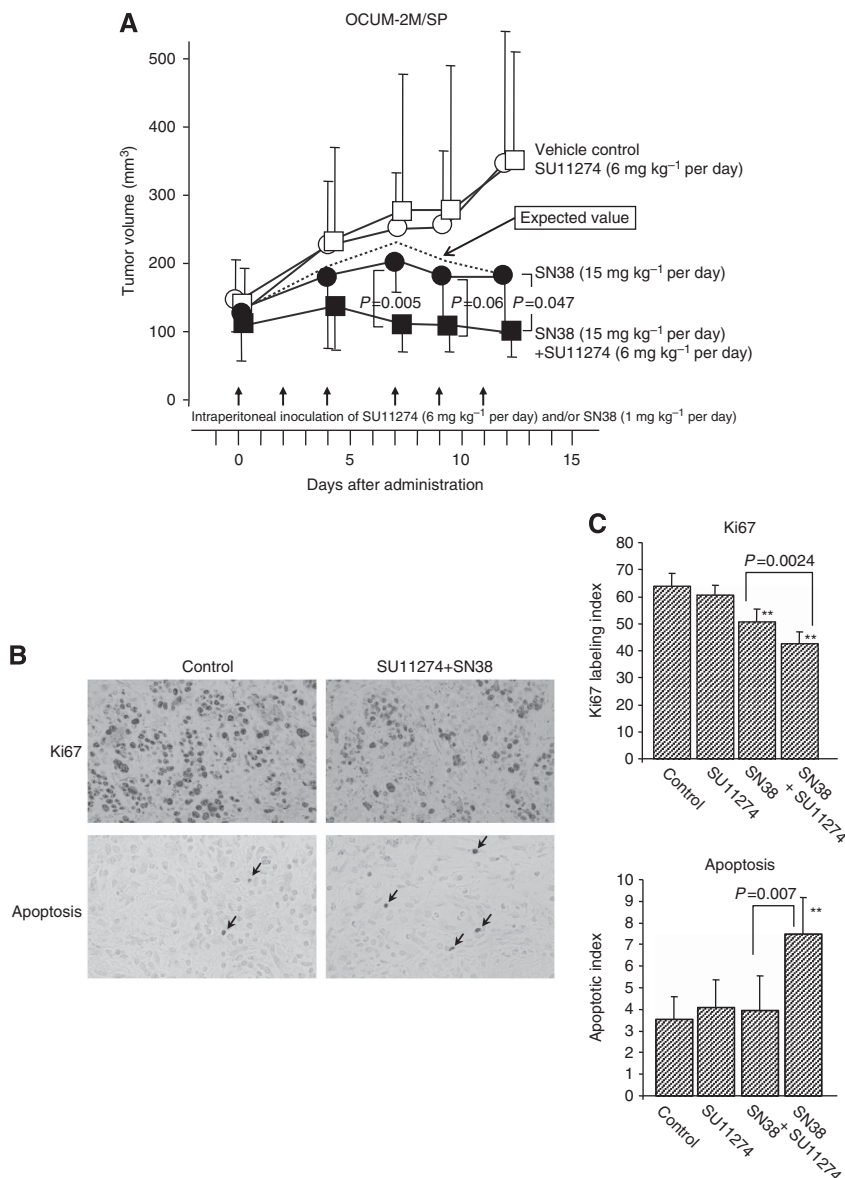 A
OCUM-2M/SP
Tumor volume (mm³)
500
400
300
200
100
0
Vehicle control
SU11274 (6 mg kg⁻¹ per day)
Expected value
SN38 (15 mg kg⁻¹ per day)
P=0.005
P=0.06
P=0.047
SN38 (15 mg kg⁻¹ per day)
+SU11274 (6 mg kg⁻¹ per day)
Intraperitoneal inoculation of SU11274 (6 mg kg⁻¹ per day) and/or SN38 (1 mg kg⁻¹ per day)
0 5 10 15
Days after administration
B
Control SU11274+SN38
Ki67
Apoptosis
C
Ki67
Ki67 labeling index
80
70
60
50
40
30
20
10
0
P=0.0024
**
**
Control
SU11274
SN38
SN38
+ SU11274
Apoptosis
Apoptotic index
10
9
8
7
6
5
4
3
2
1
0
P=0.007
**
Control
SU11274
SN38
SN38
+ SU11274